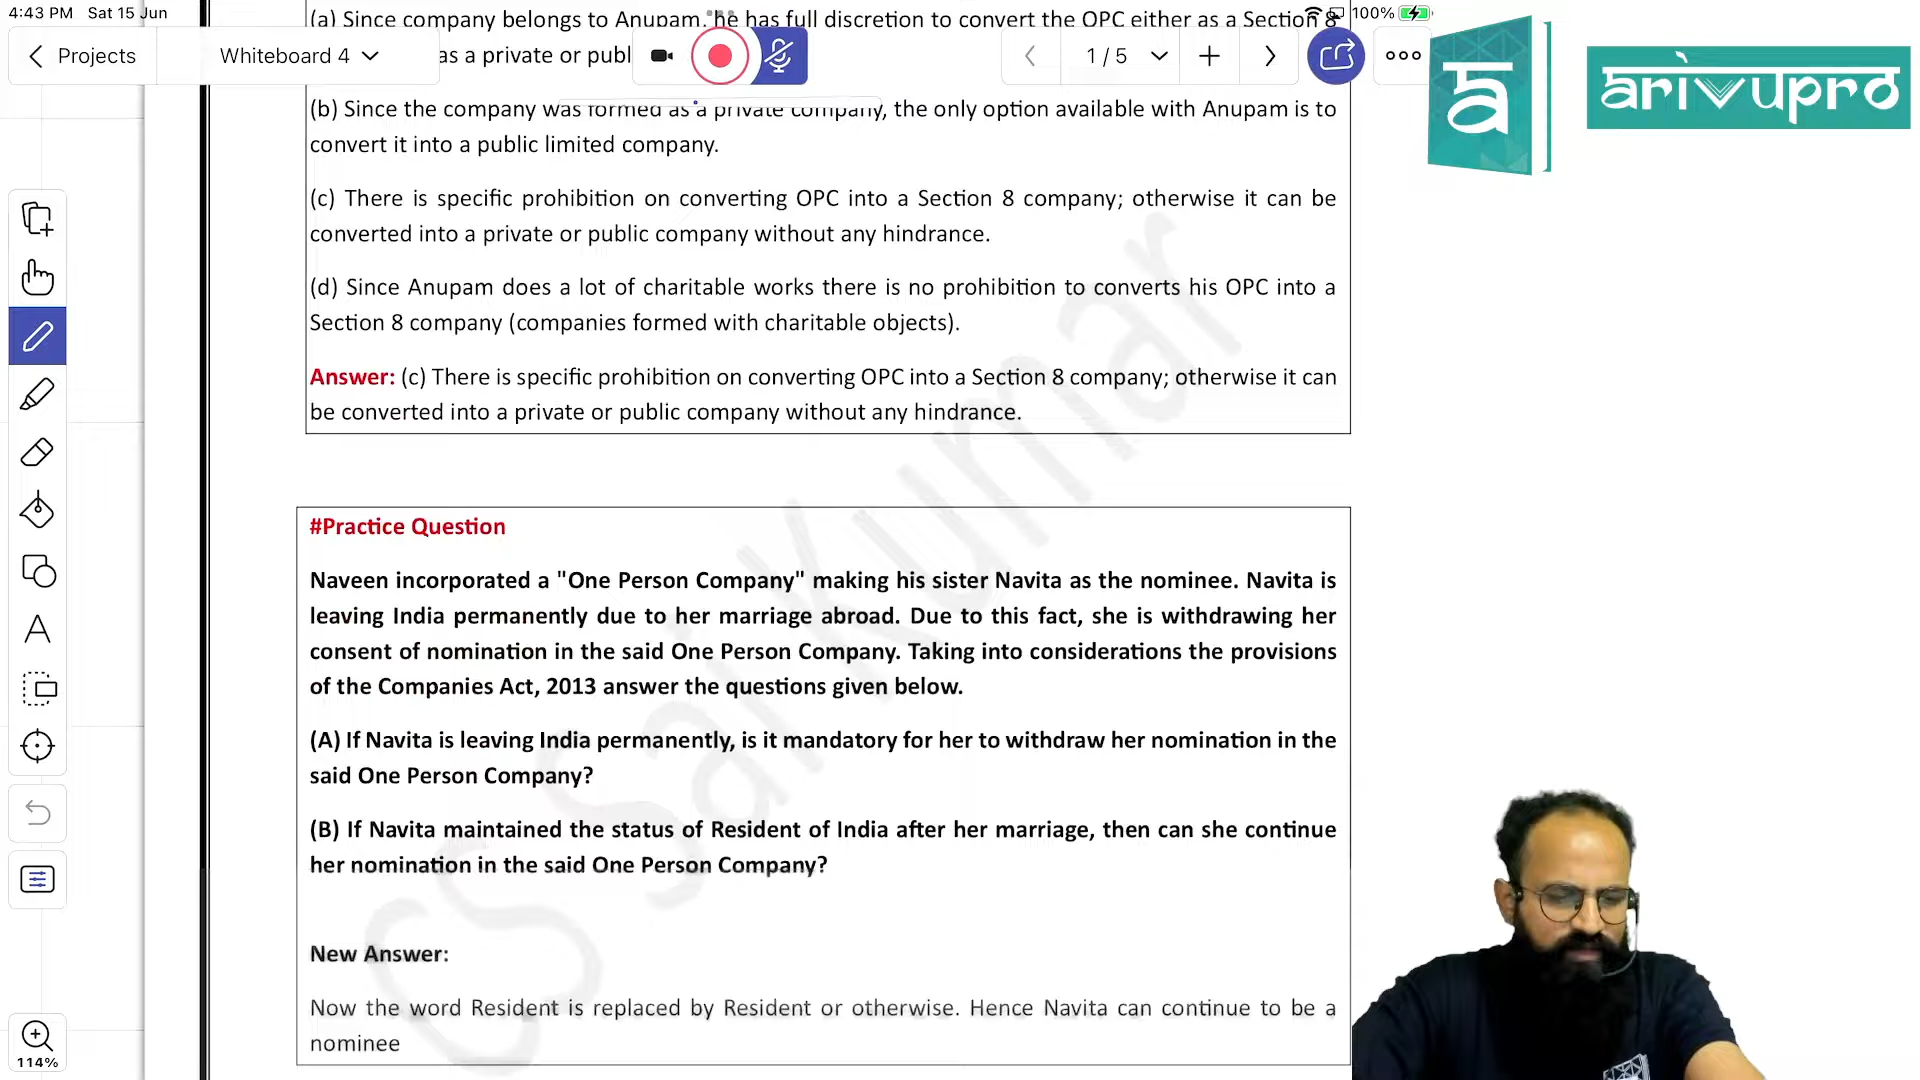 4:43 PM Sat 15 Jun
100%
(a) Since company belongs to Anupam, he has full discretion to convert the OPC either as a Section 8
Projects
Whiteboard 4
as a private or publ
1 / 5
arivupro
(b) Since the company was formed as a private company, the only option available with Anupam is to
convert it into a public limited company.
(c) There is specific prohibition on converting OPC into a Section 8 company; otherwise it can be
converted into a private or public company without any hindrance.
(d) Since Anupam does a lot of charitable works there is no prohibition to converts his OPC into a
Section 8 company (companies formed with charitable objects).
Answer: (c) There is specific prohibition on converting OPC into a Section 8 company; otherwise it can
be converted into a private or public company without any hindrance.
#Practice Question
Naveen incorporated a "One Person Company" making his sister Navita as the nominee. Navita is
leaving India permanently due to her marriage abroad. Due to this fact, she is withdrawing her
consent of nomination in the said One Person Company. Taking into considerations the provisions
of the Companies Act, 2013 answer the questions given below.
(A) If Navita is leaving India permanently, is it mandatory for her to withdraw her nomination in the
said One Person Company?
(B) If Navita maintained the status of Resident of India after her marriage, then can she continue
her nomination in the said One Person Company?
New Answer:
Now the word Resident is replaced by Resident or otherwise. Hence Navita can continue to be a
nominee
CS Sai Kumar
114%